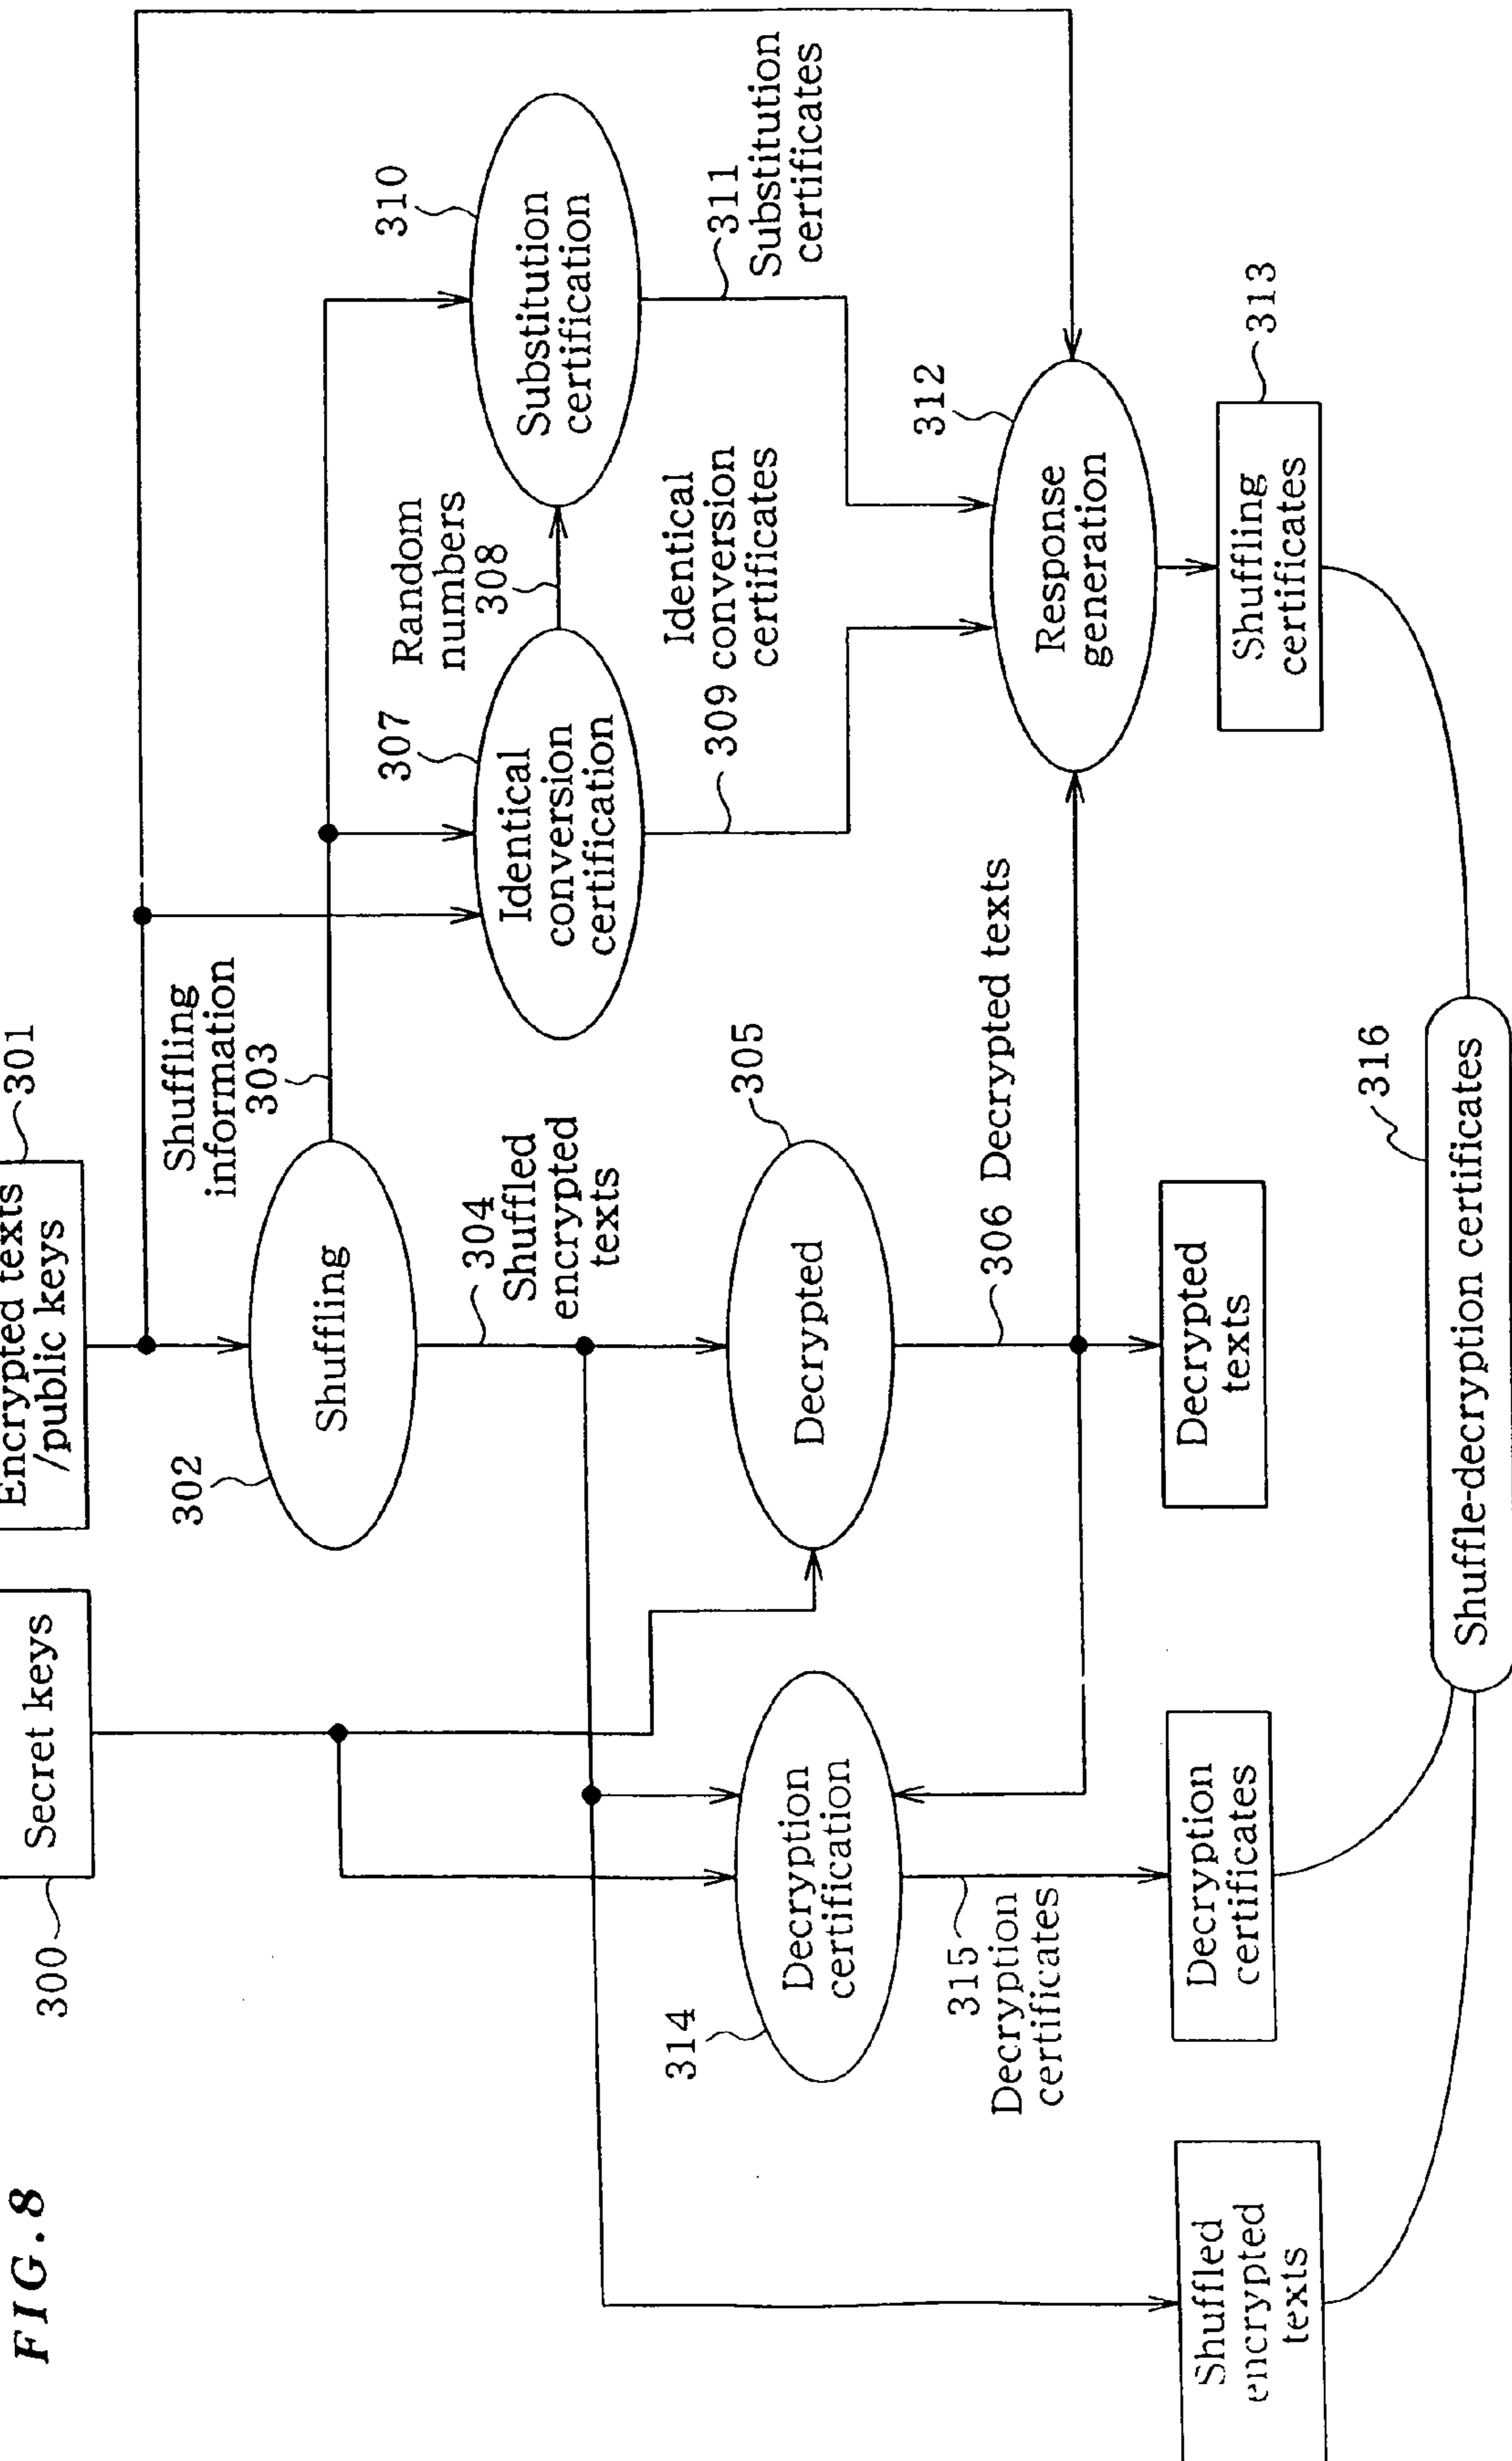 FIG.8
300
Secret keys
Encrypted texts
/public keys
301
302
Shuffling
Shuffling
information
303
304
Shuffled
encrypted
texts
305
Decrypted
306 Decrypted texts
307
Identical
conversion
certification
Random
numbers
308
309
Identical
conversion
certificates
310
Substitution
certification
311
Substitution
certificates
312
Response
generation
313
Shuffling
certificates
314
Decryption
certification
315
Decryption
certificates
Shuffled
encrypted
texts
Decryption
certificates
Decrypted
texts
316
Shuffle-decryption certificates